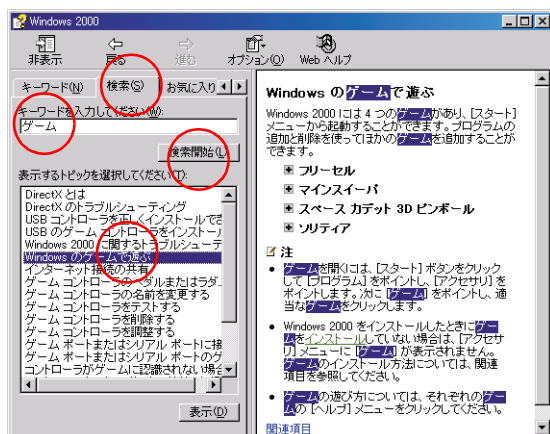 Windows 2000
非表示 戻る 進む オプション(O) Web ヘルプ
キーワード(N) 検索(S) お気に入り
キーワードを入力してください(W):
ゲーム
検索開始(L)
表示するトピックを選択してください(T):
DirectX とは
DirectX のトラブルシューティング
USB コントローラを正しくインストールでき
USB のゲーム コントローラをインストール
Windows 2000 に関するトラブルシューテ
Windows のゲームで遊ぶ
インターネット接続の共有
ゲーム コントローラのペダルまたはラダ
ゲーム コントローラの名前を変更する
ゲーム コントローラをテストする
ゲーム コントローラを削除する
ゲーム コントローラを調整する
ゲーム ポートまたはシリアル ポートに接
ゲーム ポートまたはシリアル ポートのゲ
コントローラがゲームに認識されない場合
表示(D)
Windows のゲームで遊ぶ
Windows 2000 には 4 つのゲームがあり、[スタート]
メニューから起動することができます。プログラムの
追加と削除を使ってほかのゲームを追加することが
できます。
フリーセル
マインスイーパ
スペース カデット 3D ピンボール
ソリティア
注
• ゲームを開くには、[スタート] ボタンをクリック
して [プログラム] をポイントし、[アクセサリ] を
ポイントします。次に [ゲーム] をポイントし、適
当なゲームをクリックします。
• Windows 2000 をインストールしたときにゲー
ムをインストールしていない場合は、[アクセサ
リ] メニューに [ゲーム] が表示されません。
ゲームのインストール方法については、関連
項目を参照してください。
• ゲームの遊び方については、それぞれのゲー
ムの [ヘルプ] メニューをクリックしてください。
関連項目